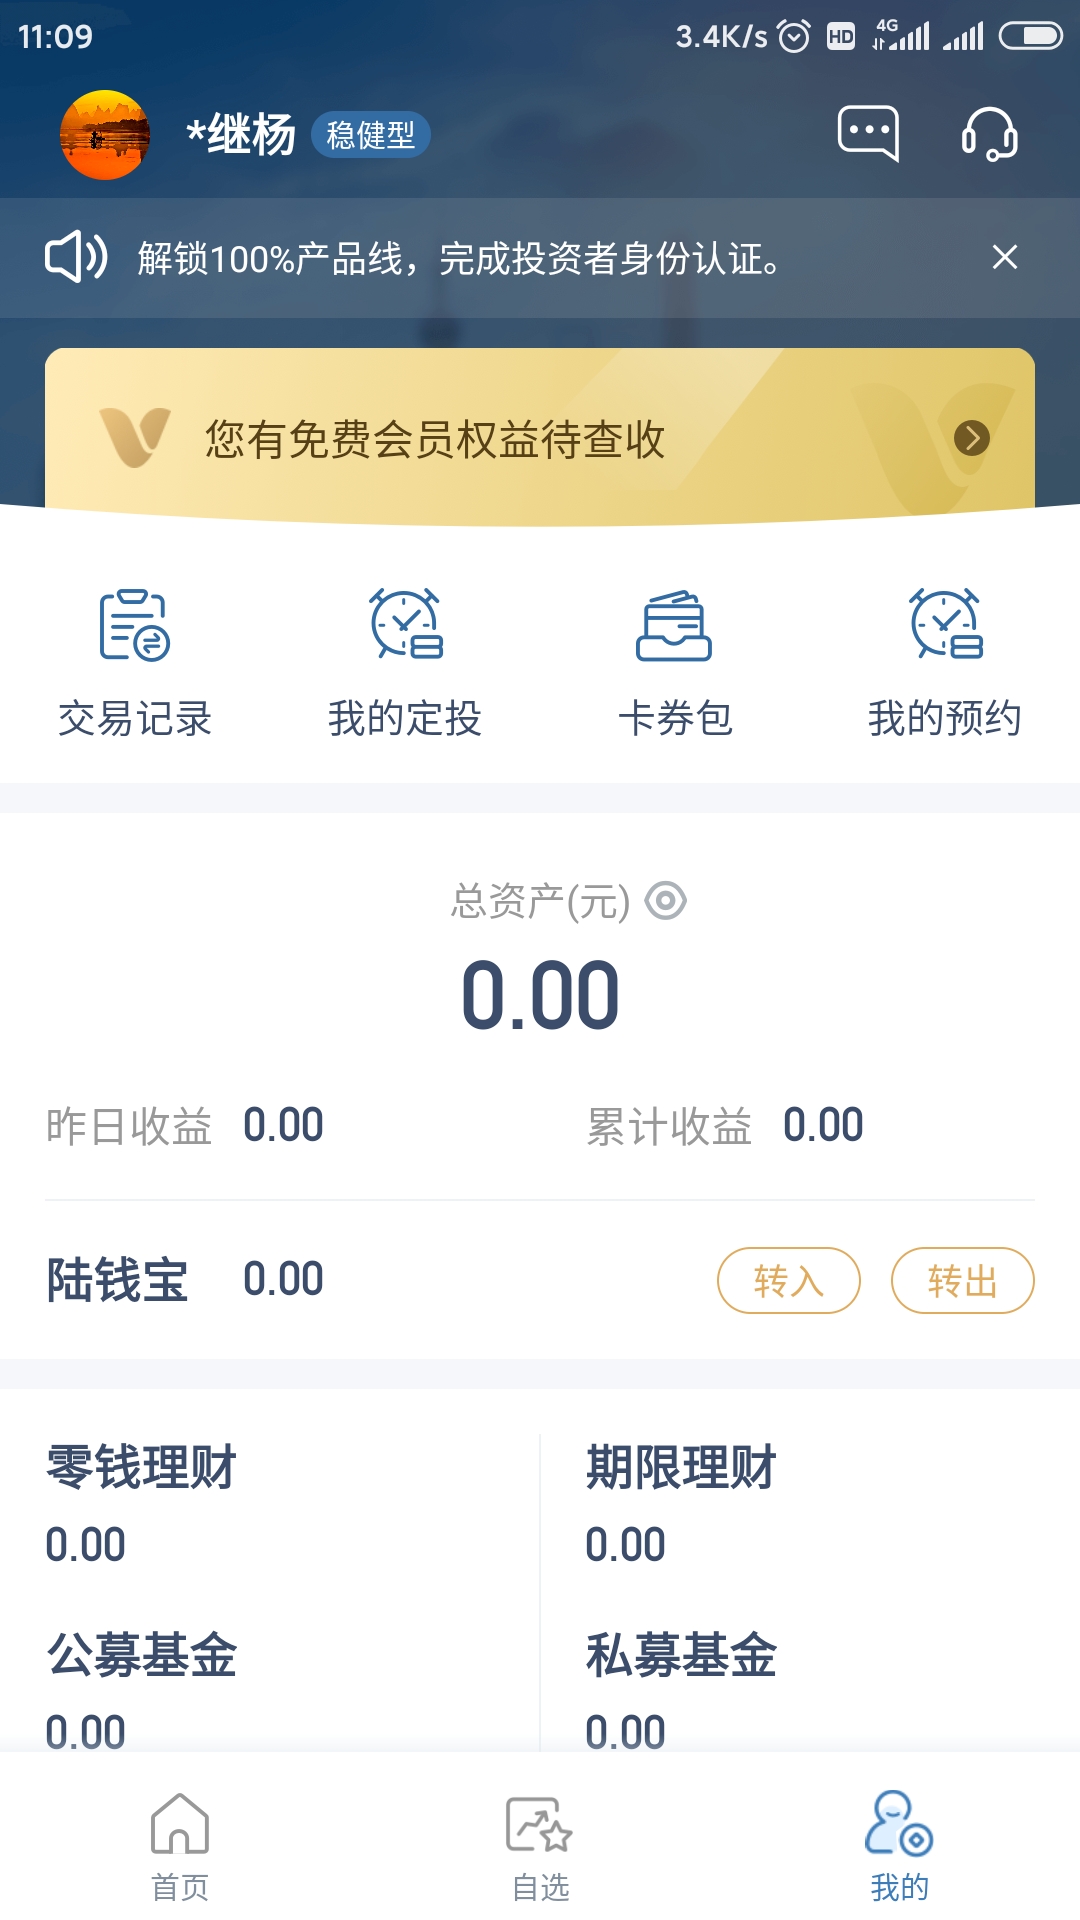 11:09 3.4K/s HD 4G
*继杨 稳健型
解锁100%产品线，完成投资者身份认证。
您有免费会员权益待查收
交易记录 我的定投 卡券包 我的预约
总资产(元)
0.00
昨日收益 0.00 累计收益 0.00
陆钱宝 0.00 转入 转出
零钱理财 期限理财
0.00 0.00
公募基金 私募基金
0.00 0.00
首页 自选 我的